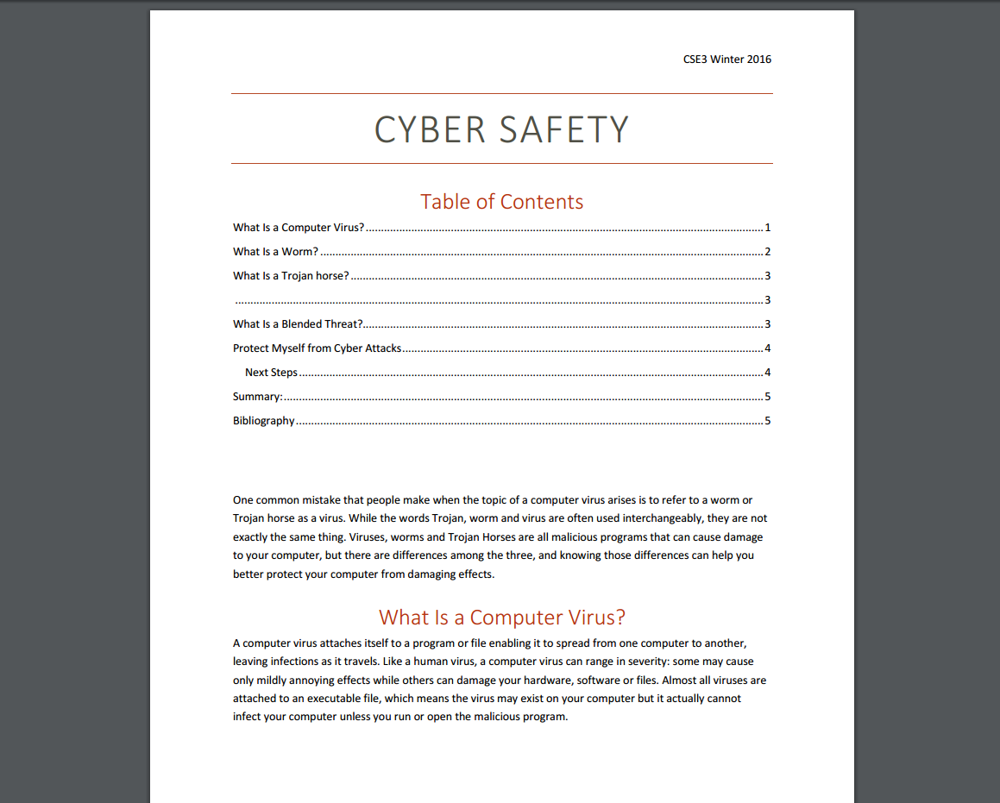 CSE3 Winter 2016
CYBER SAFETY
Table of Contents
What Is a Computer Virus?....................................................................................................................................1
What Is a Worm?....................................................................................................................................................2
What Is a Trojan horse?..........................................................................................................................................3
................................................................................................................................................................................3
What Is a Blended Threat?.....................................................................................................................................3
Protect Myself from Cyber Attacks.........................................................................................................................4
Next Steps..........................................................................................................................................................4
Summary:................................................................................................................................................................5
Bibliography............................................................................................................................................................5
One common mistake that people make when the topic of a computer virus arises is to refer to a worm or
Trojan horse as a virus. While the words Trojan, worm and virus are often used interchangeably, they are not
exactly the same thing. Viruses, worms and Trojan Horses are all malicious programs that can cause damage
to your computer, but there are differences among the three, and knowing those differences can help you
better protect your computer from damaging effects.
What Is a Computer Virus?
A computer virus attaches itself to a program or file enabling it to spread from one computer to another,
leaving infections as it travels. Like a human virus, a computer virus can range in severity: some may cause
only mildly annoying effects while others can damage your hardware, software or files. Almost all viruses are
attached to an executable file, which means the virus may exist on your computer but it actually cannot
infect your computer unless you run or open the malicious program.